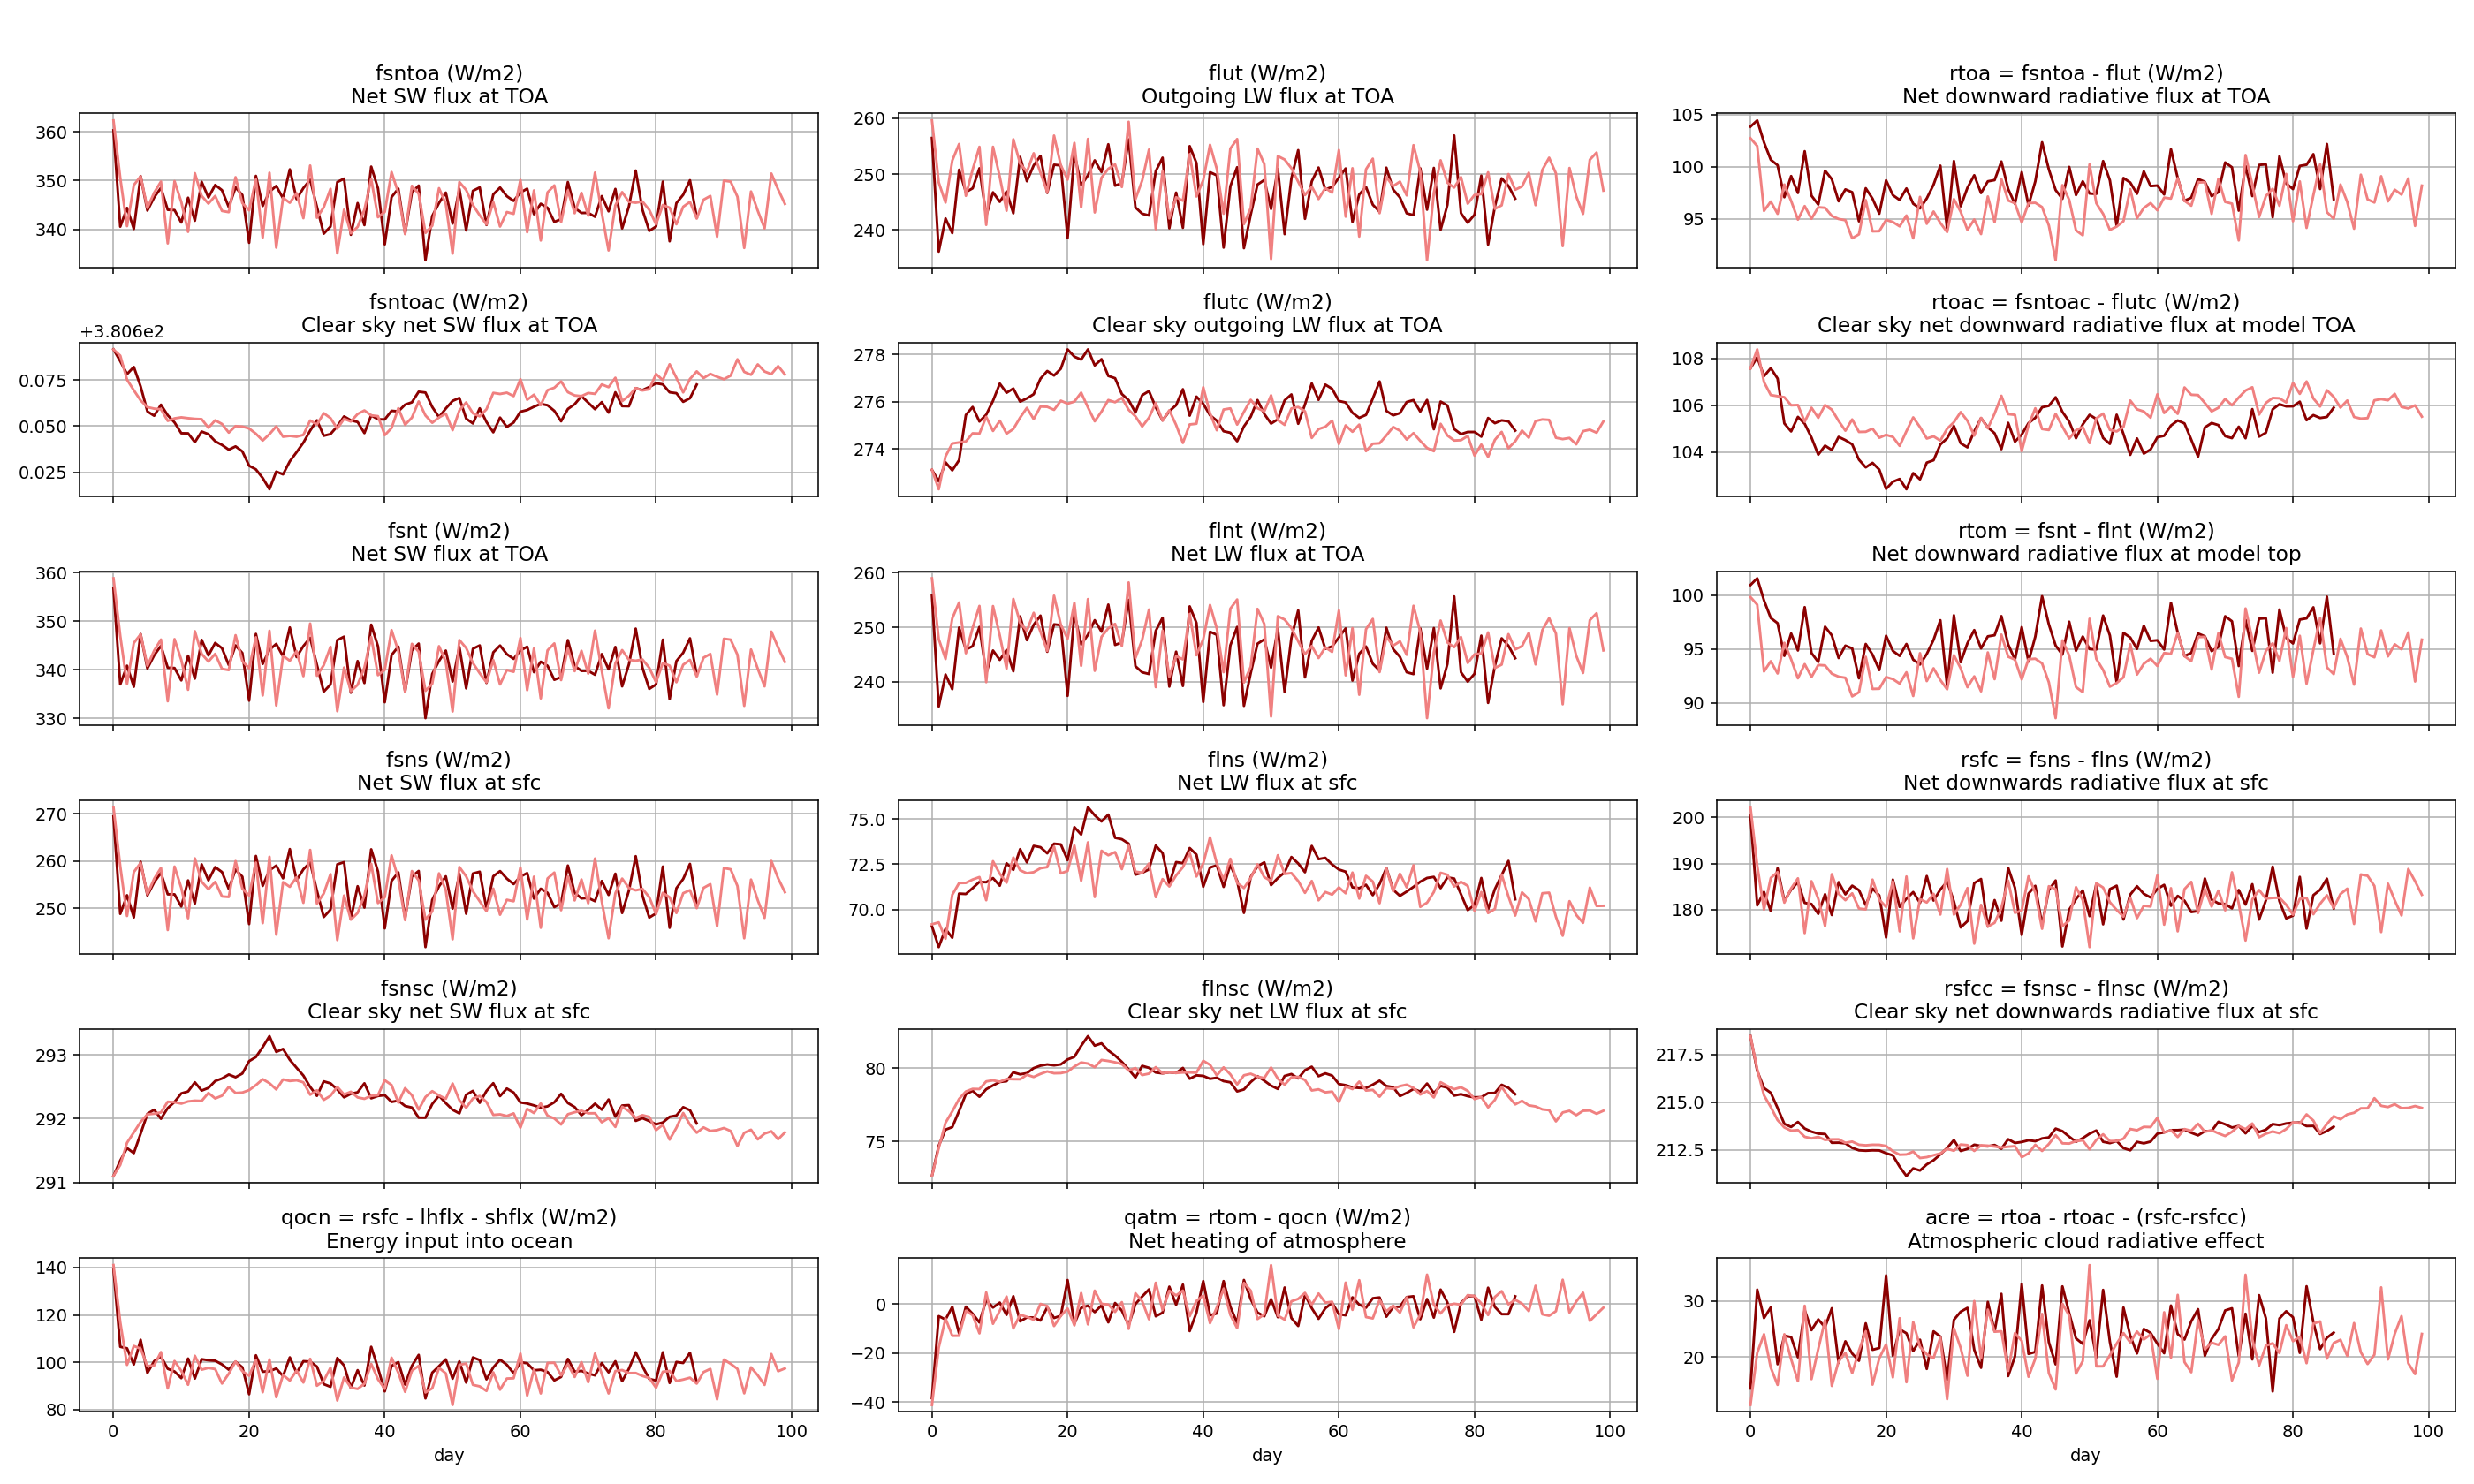 fsntoa (W/m2)
Net SW flux at TOA
360
350
340
flut (W/m2)
Outgoing LW flux at TOA
260
250
240
rtoa = fsntoa - flut (W/m2)
Net downward radiative flux at TOA
105
100
95
fsntoac (W/m2)
Clear sky net SW flux at TOA
+3.806e2
0.075
0.050
0.025
flutc (W/m2)
Clear sky outgoing LW flux at TOA
278
276
274
rtoac = fsntoac - flutc (W/m2)
Clear sky net downward radiative flux at model TOA
108
106
104
fsnt (W/m2)
Net SW flux at TOA
360
350
340
330
flnt (W/m2)
Net LW flux at TOA
260
250
240
rtom = fsnt - flnt (W/m2)
Net downward radiative flux at model top
100
95
90
fsns (W/m2)
Net SW flux at sfc
270
260
250
flns (W/m2)
Net LW flux at sfc
75.0
72.5
70.0
rsfc = fsns - flns (W/m2)
Net downwards radiative flux at sfc
200
190
180
fsnsc (W/m2)
Clear sky net SW flux at sfc
293
292
291
flnsc (W/m2)
Clear sky net LW flux at sfc
80
75
rsfcc = fsnsc - flnsc (W/m2)
Clear sky net downwards radiative flux at sfc
217.5
215.0
212.5
qocn = rsfc - lhflx - shflx (W/m2)
Energy input into ocean
140
120
100
80
0 20 40 60 80 100
day
qatm = rtom - qocn (W/m2)
Net heating of atmosphere
0
−20
−40
0 20 40 60 80 100
day
acre = rtoa - rtoac - (rsfc-rsfcc)
Atmospheric cloud radiative effect
30
20
0 20 40 60 80 100
day